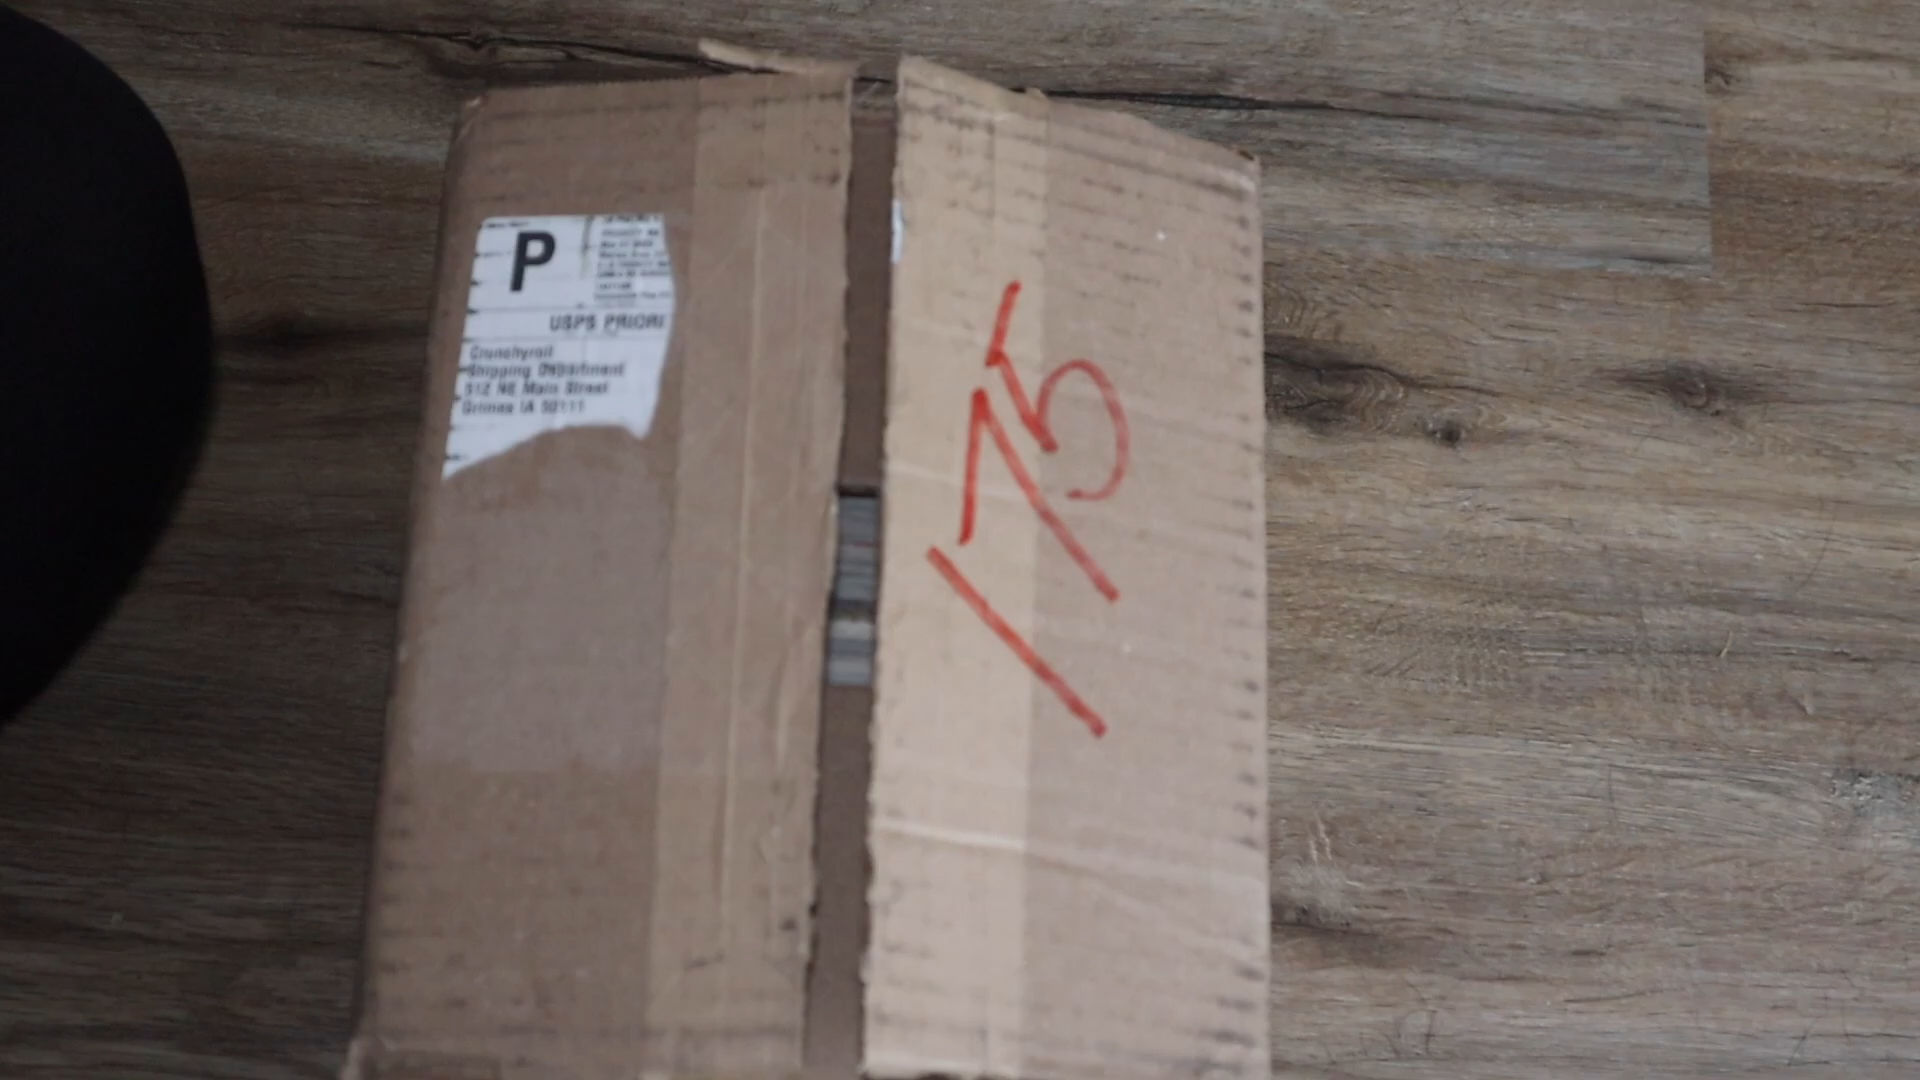 P
USPS PRIORI
Crunchyroll
Shipping Department
512 NE Main Street
Grimes IA 50111
175